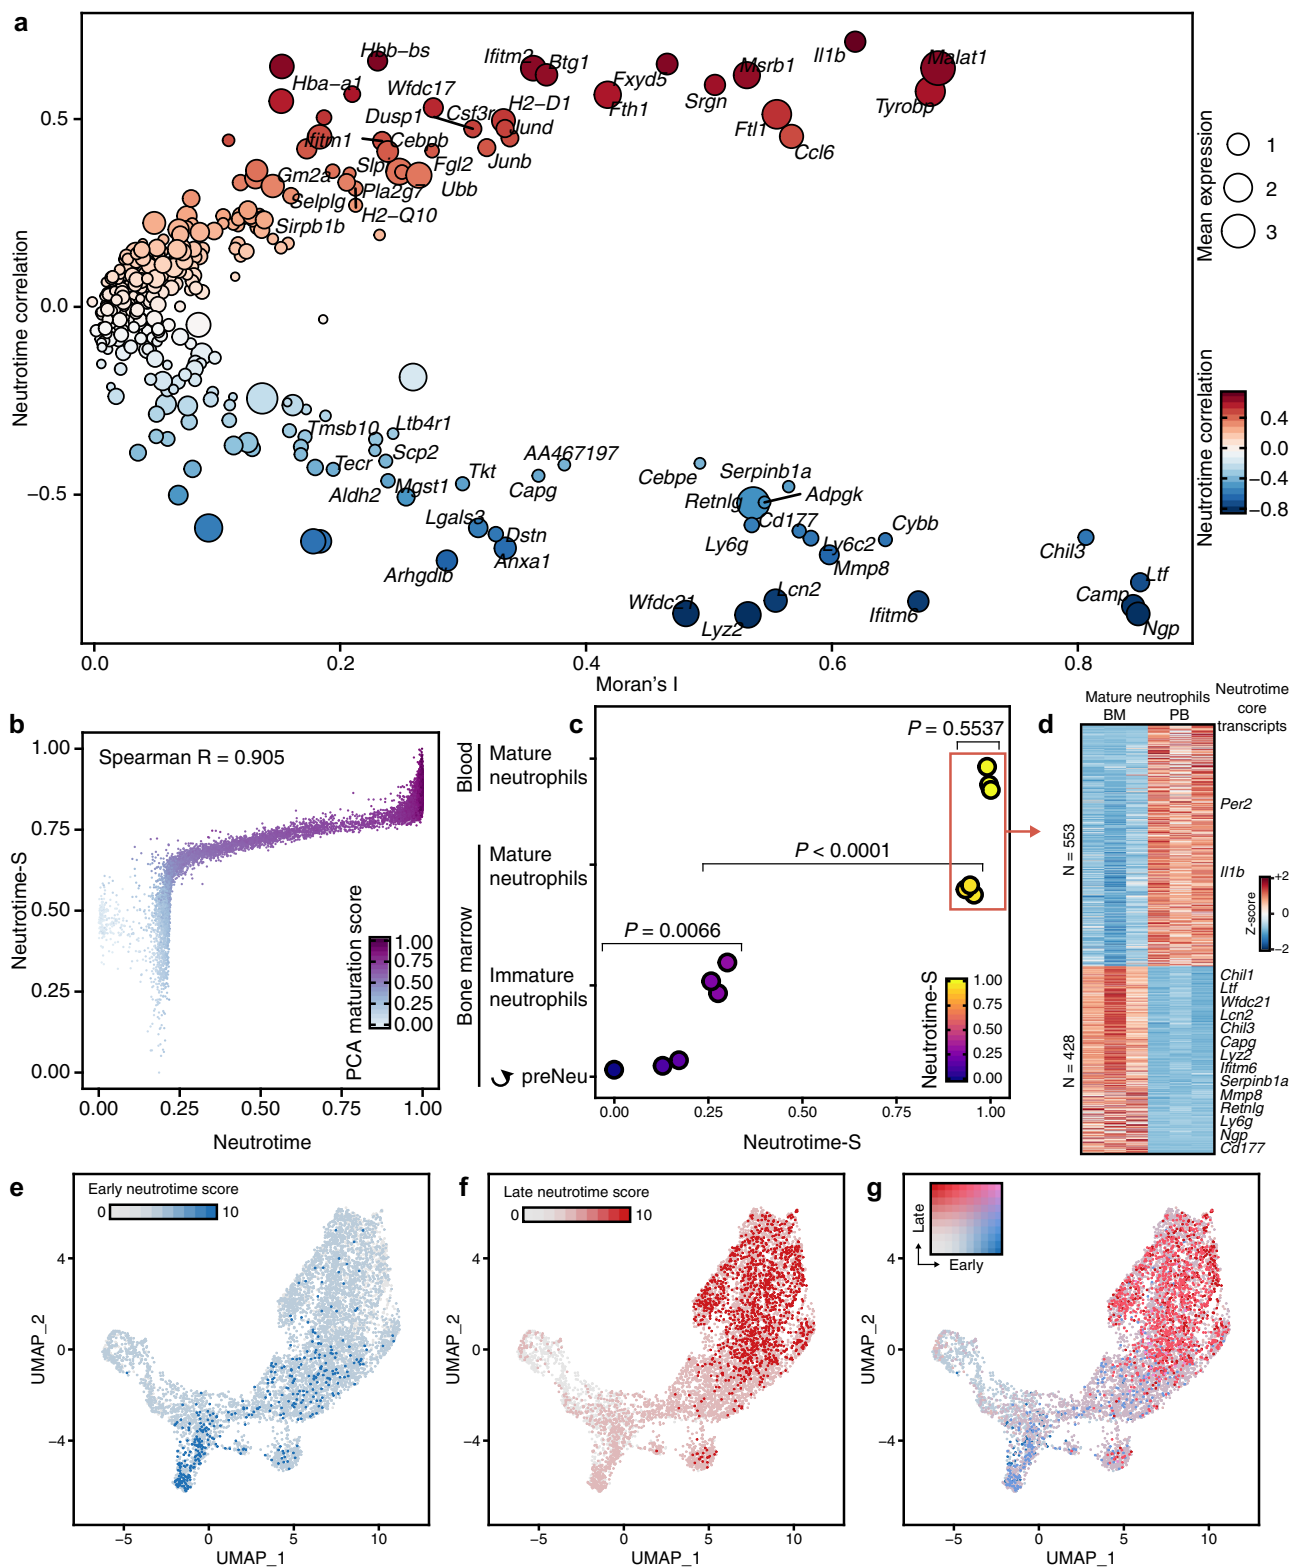 a
Neutrotime correlation
0.5
0.0
−0.5
Hbb−bs
Hba−a1
Ifitm2
Btg1
Wfdc17
Fxyd5
Fth1
Srgn
Msrb1
Il1b
Malat1
Tyrobp
Dusp1
Csf3r
H2−D1
Jund
Ftl1
Ccl6
Ifitm1
Cebpb
Junb
Slpi
Fgl2
Gm2a
Pla2g7
Ubb
Selplg
H2−Q10
Sirpb1b
Tmsb10
Ltb4r1
Tecr
Scp2
AA467197
Aldh2
Mgst1
Tkt
Capg
Cebpe
Serpinb1a
Retnlg
Adpgk
Lgals3
Dstn
Cd177
Cybb
Ly6g
Ly6c2
Chil3
Arhgdib
Anxa1
Mmp8
Ltf
Wfdc21
Lcn2
Ifitm6
Camp
Lyz2
Ngp
0.0
0.2
0.4
0.6
0.8
Moran's I
Mean expression
1
2
3
Neutrotime correlation
0.4
0.0
−0.4
−0.8
b
Spearman R = 0.905
Neutrotime-S
1.00
0.75
0.50
0.25
0.00
PCA maturation score
1.00
0.75
0.50
0.25
0.00
0.00
0.25
0.50
0.75
1.00
Neutrotime
Blood
Mature
neutrophils
Bone marrow
Mature
neutrophils
Immature
neutrophils
preNeu
c
P = 0.5537
P < 0.0001
P = 0.0066
Neutrotime-S
1.00
0.75
0.50
0.25
0.00
0.00
0.25
0.50
0.75
1.00
Neutrotime-S
d
Mature neutrophils
BM
PB
Neutrotime
core
transcripts
N = 553
N = 428
Per2
Il1b
Z-score
+2
0
−2
Chil1
Ltf
Wfdc21
Lcn2
Chil3
Capg
Lyz2
Ifitm6
Serpinb1a
Mmp8
Retnlg
Ly6g
Ngp
Cd177
e
Early neutrotime score
0
10
UMAP_2
4
0
−4
−5
0
5
10
UMAP_1
f
Late neutrotime score
0
10
UMAP_2
4
0
−4
−5
0
5
10
UMAP_1
g
Late
Early
UMAP_2
4
0
−4
−5
0
5
10
UMAP_1